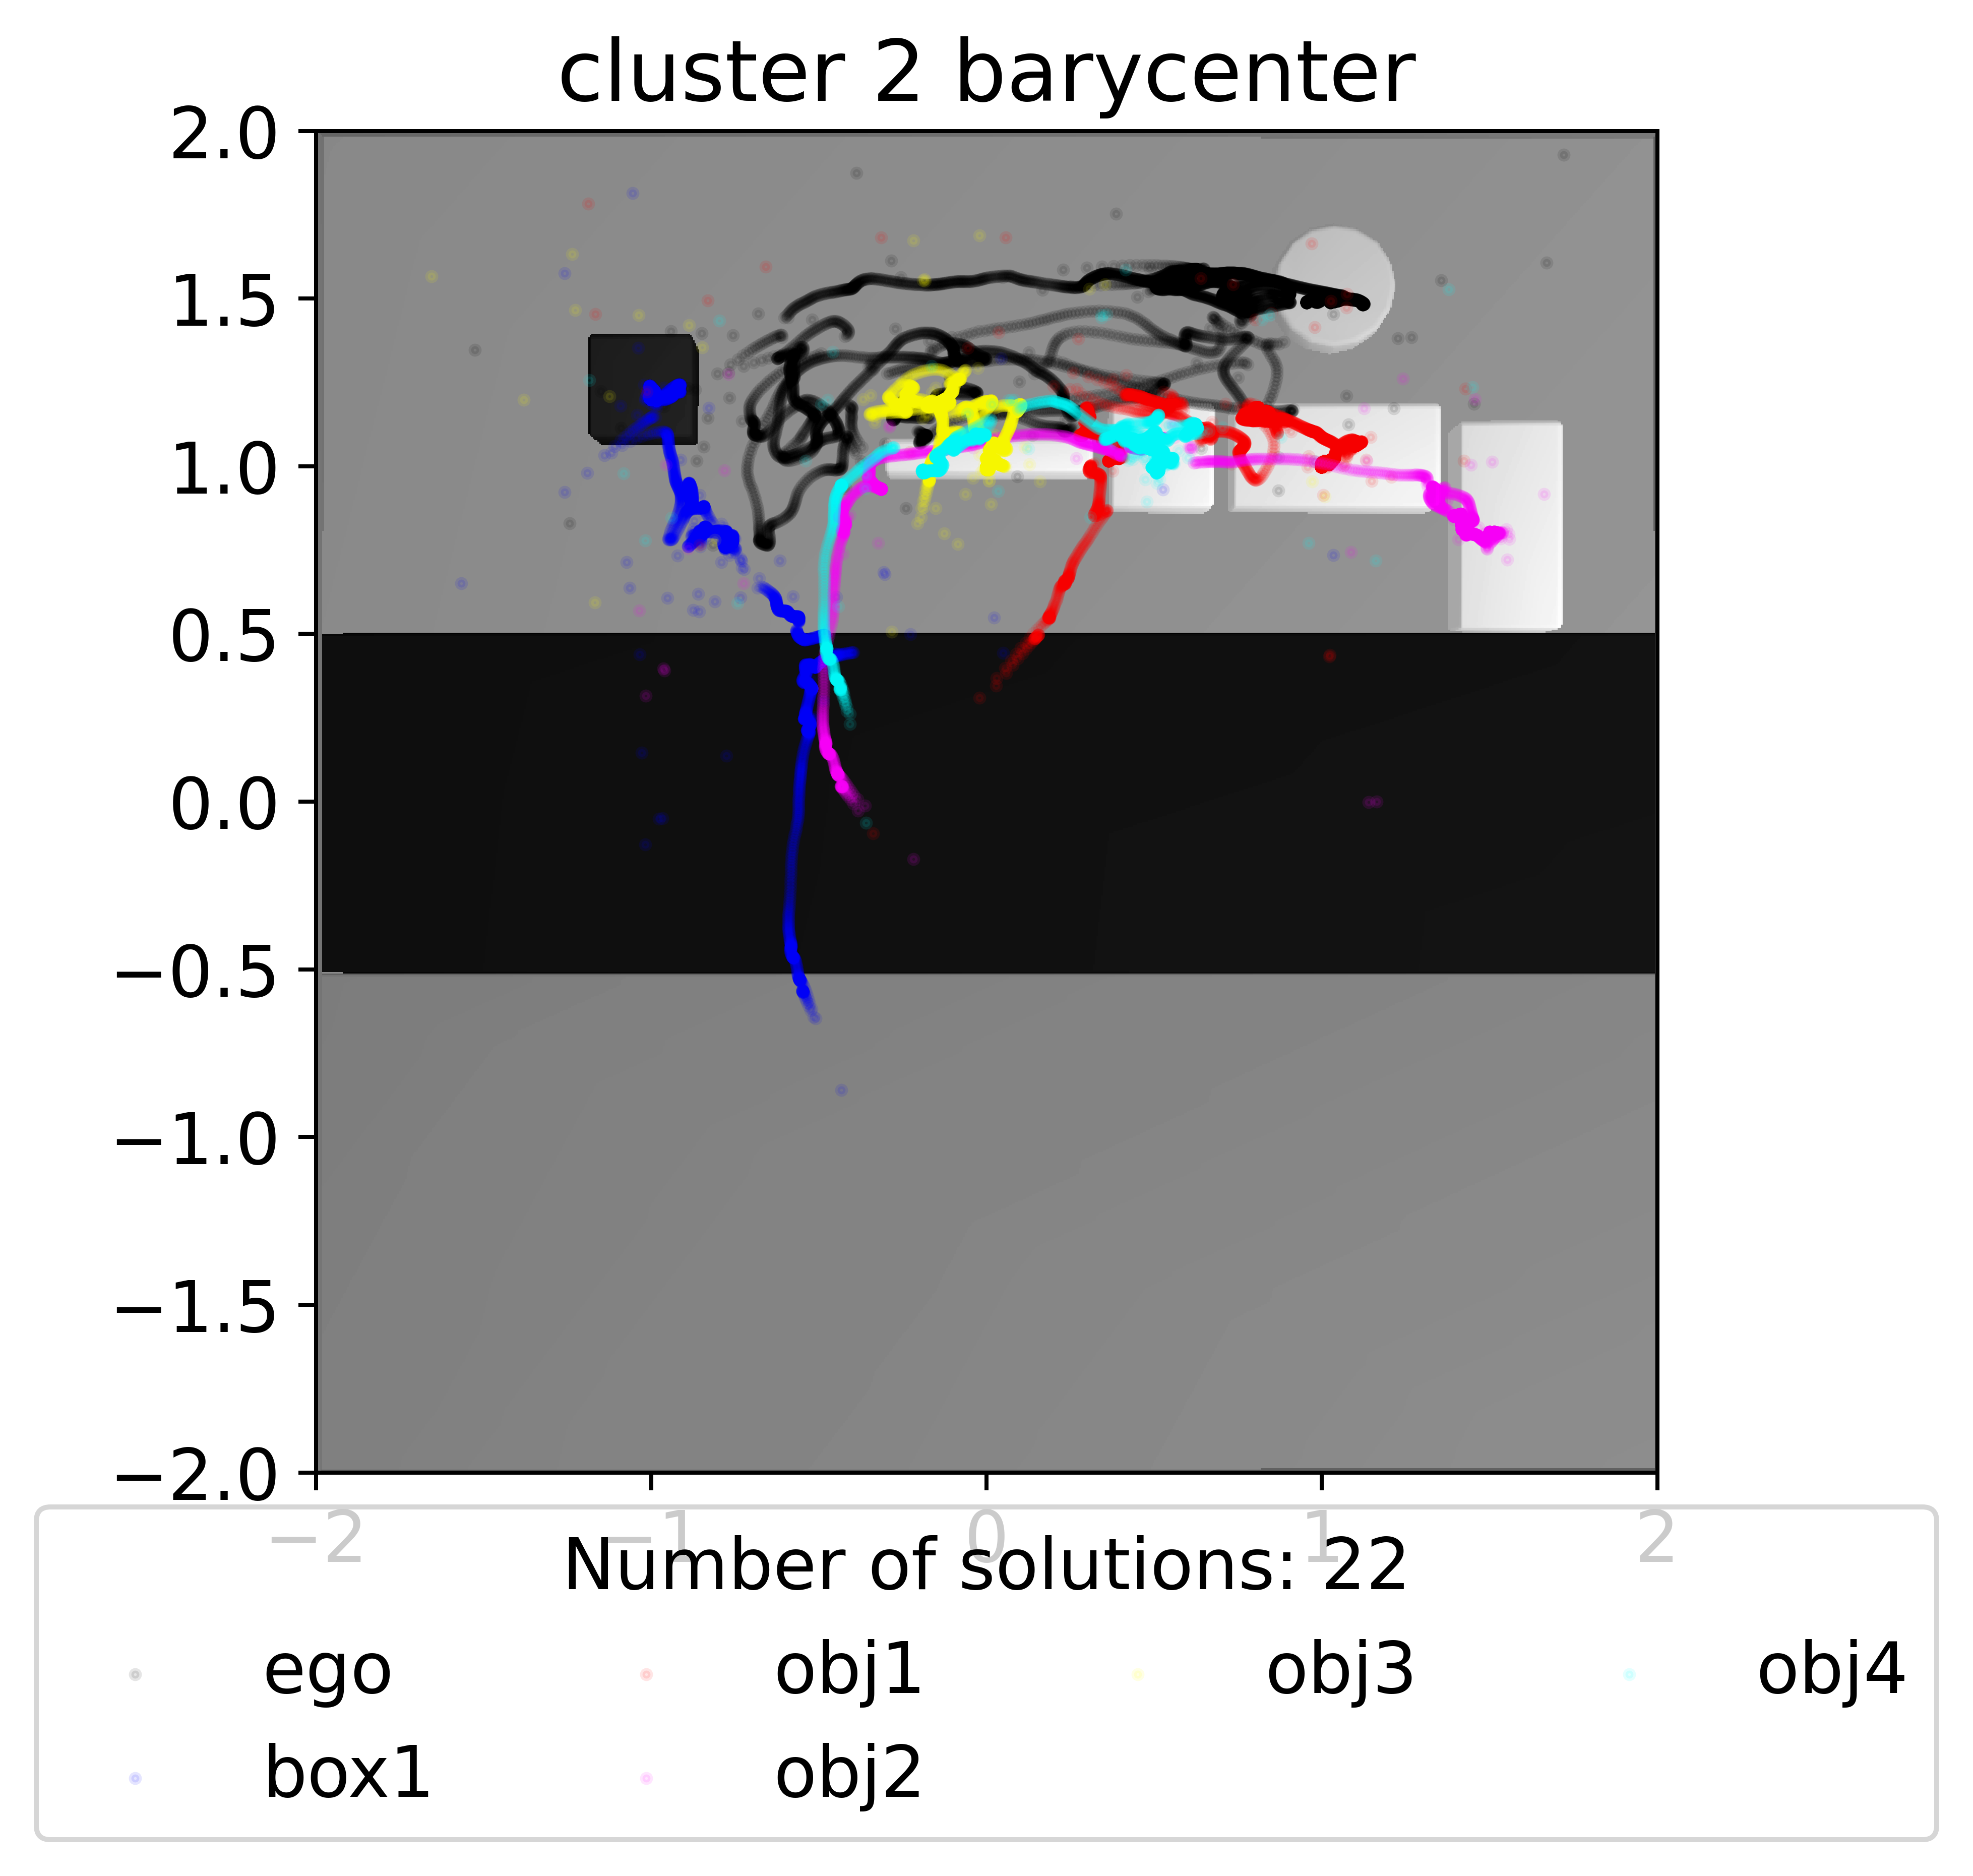 cluster 2 barycenter
2.0
1.5
1.0
0.5
0.0
−0.5
−1.0
−1.5
−2.0
−2 −1 0 1 2
Number of solutions: 22
ego obj1 obj3 obj4
box1 obj2